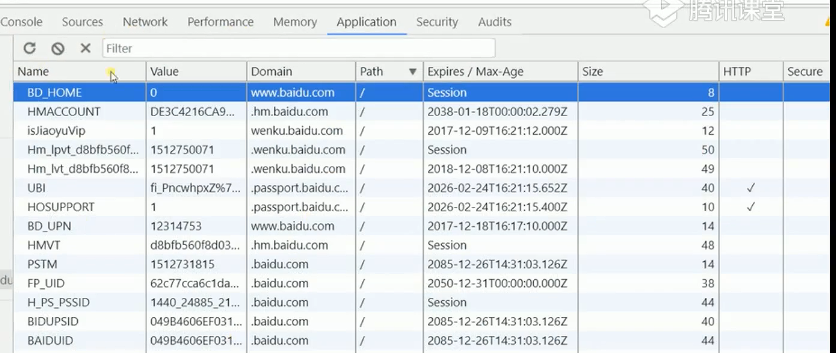 腾讯课堂
Console Sources Network Performance Memory Application Security Audits
Filter
Name Value Domain Path ▼ Expires / Max-Age Size HTTP Secure
BD_HOME 0 www.baidu.com / Session 8
HMACCOUNT DE3C4216CA9... .hm.baidu.com / 2038-01-18T00:00:02.279Z 25
isJiaoyuVip 1 wenku.baidu.com / 2017-12-09T16:21:12.000Z 12
Hm_lpvt_d8bfb560f... 1512750071 .wenku.baidu.c... / Session 50
Hm_lvt_d8bfb560f8... 1512750071 .wenku.baidu.c... / 2018-12-08T16:21:10.000Z 49
UBI fi_PncwhpxZ%7... .passport.baidu.c... / 2026-02-24T16:21:15.652Z 40 ✓
HOSUPPORT 1 .passport.baidu.c... / 2026-02-24T16:21:15.400Z 10 ✓
BD_UPN 12314753 www.baidu.com / 2017-12-18T16:17:10.000Z 14
HMVT d8bfb560f8d03... .hm.baidu.com / Session 48
PSTM 1512731815 .baidu.com / 2085-12-26T14:31:03.126Z 14
FP_UID 62c77cca6c1da... .baidu.com / 2050-12-31T00:00:00.000Z 38
H_PS_PSSID 1440_24885_21... .baidu.com / Session 44
BIDUPSID 049B4606EF031... .baidu.com / 2085-12-26T14:31:03.126Z 40
du
BAIDUID 049B4606EF031... .baidu.com / 2085-12-26T14:31:03.126Z 44